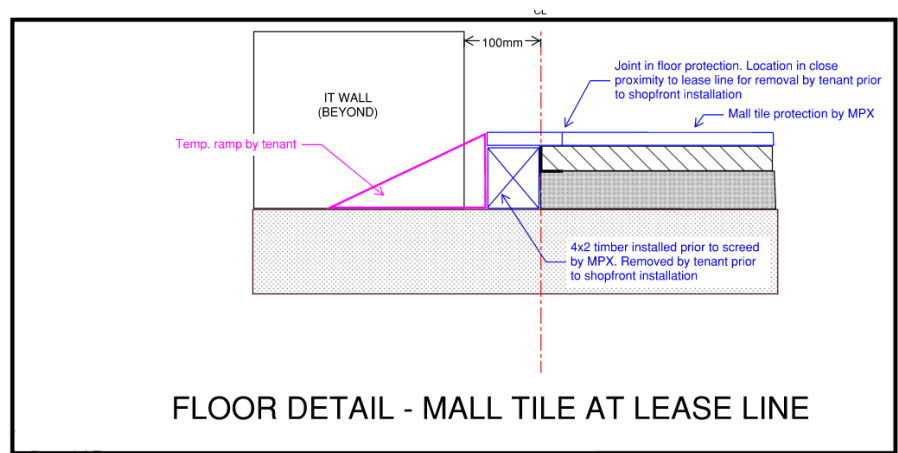 CL
100mm
IT WALL
(BEYOND)
Joint in floor protection. Location in close
proximity to lease line for removal by tenant prior
to shopfront installation
Mall tile protection by MPX
Temp. ramp by tenant
4x2 timber installed prior to screed
by MPX. Removed by tenant prior
to shopfront installation
FLOOR DETAIL - MALL TILE AT LEASE LINE